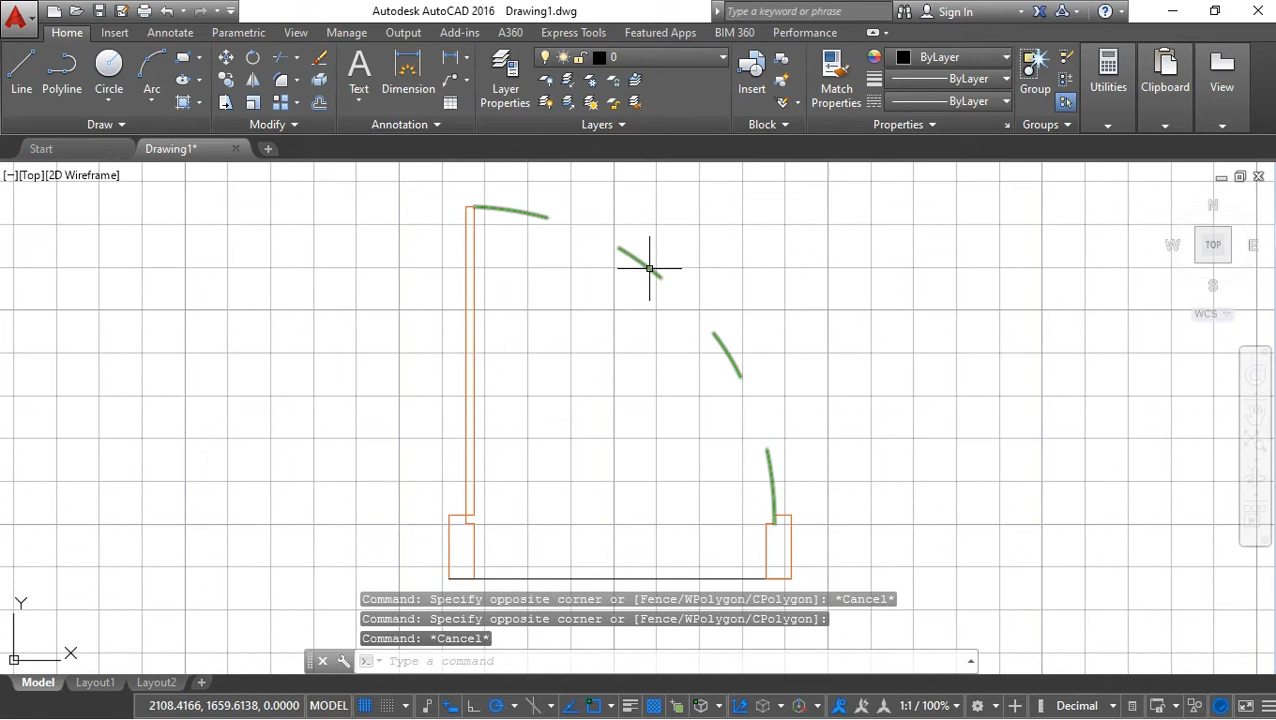 Autodesk AutoCAD 2016 Drawing1.dwg
Type a keyword or phrase
Sign In
Home Insert Annotate Parametric View Manage Output Add-ins A360 Express Tools Featured Apps BIM 360 Performance
Line Polyline Circle Arc
Text Dimension
Layer Properties
0
Insert
Match Properties
ByLayer
ByLayer
ByLayer
Group
Utilities Clipboard View
Draw Modify Annotation Layers Block Properties Groups
Start Drawing1*
[−][Top][2D Wireframe]
N
W TOP E
S
WCS
Command: Specify opposite corner or [Fence/WPolygon/CPolygon]: *Cancel*
Command: Specify opposite corner or [Fence/WPolygon/CPolygon]:
Command: *Cancel*
Type a command
Y
X
Model Layout1 Layout2
2108.4166, 1659.6138, 0.0000 MODEL 1:1 / 100% Decimal